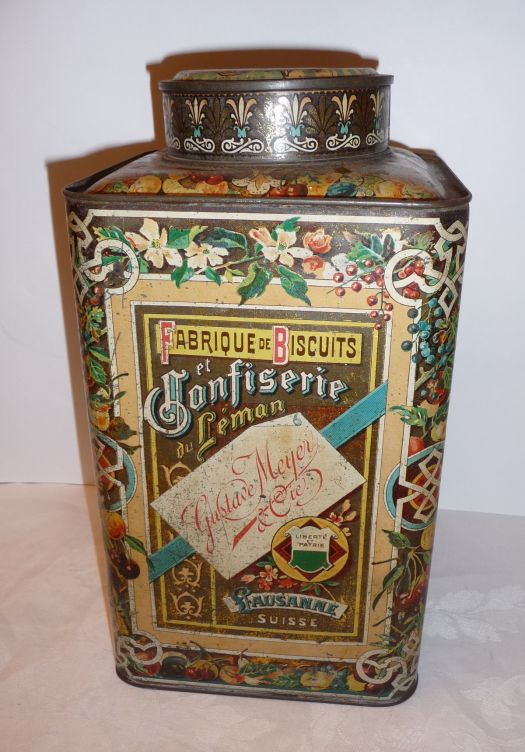 FABRIQUE DE BISCUITS
et
Confiserie
du Léman
Gustave Meyer
& Cie
LIBERTÉ
ET
PATRIE
LAUSANNE
SUISSE